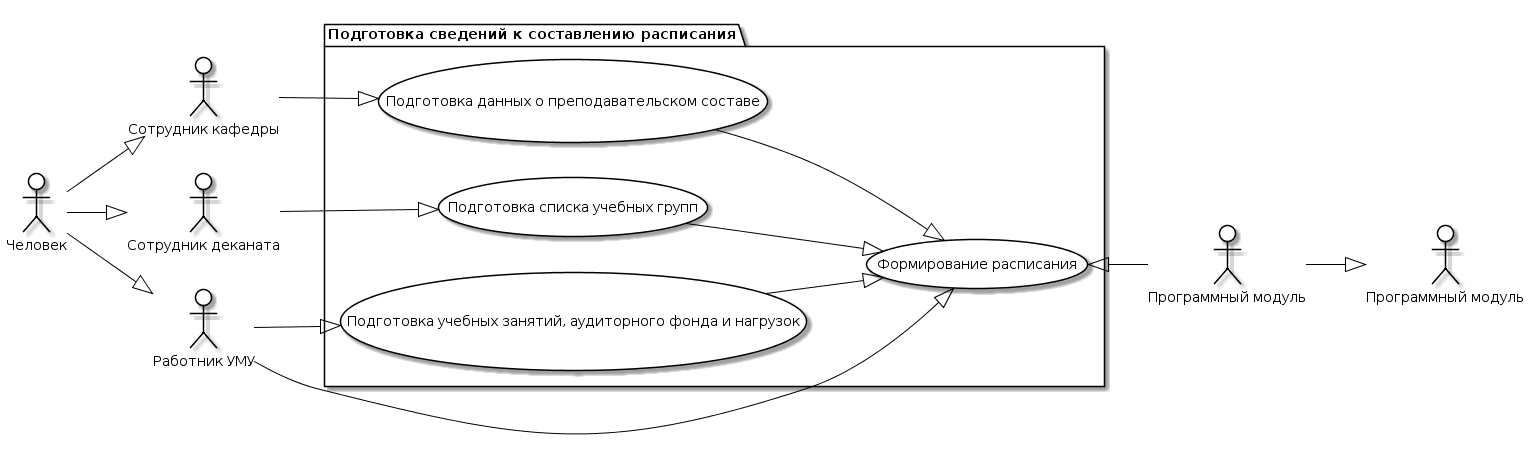 Подготовка сведений к составлению расписания
Подготовка данных о преподавательском составе
Сотрудник кафедры
Подготовка списка учебных групп
Человек
Сотрудник деканата
Формирование расписания
Программный модуль
Программный модуль
Подготовка учебных занятий, аудиторного фонда и нагрузок
Работник УМУ